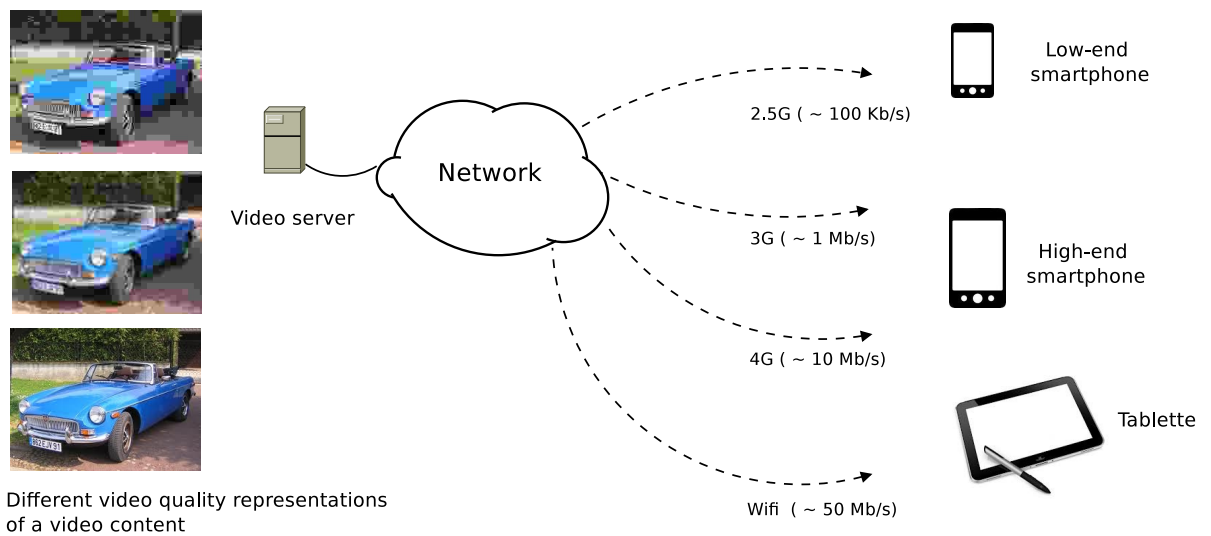 Low-end
smartphone
2.5G ( ~ 100 Kb/s)
Network
Video server
3G ( ~ 1 Mb/s)
High-end
smartphone
4G ( ~ 10 Mb/s)
Tablette
Wifi  ( ~ 50 Mb/s)
Different video quality representations
of a video content